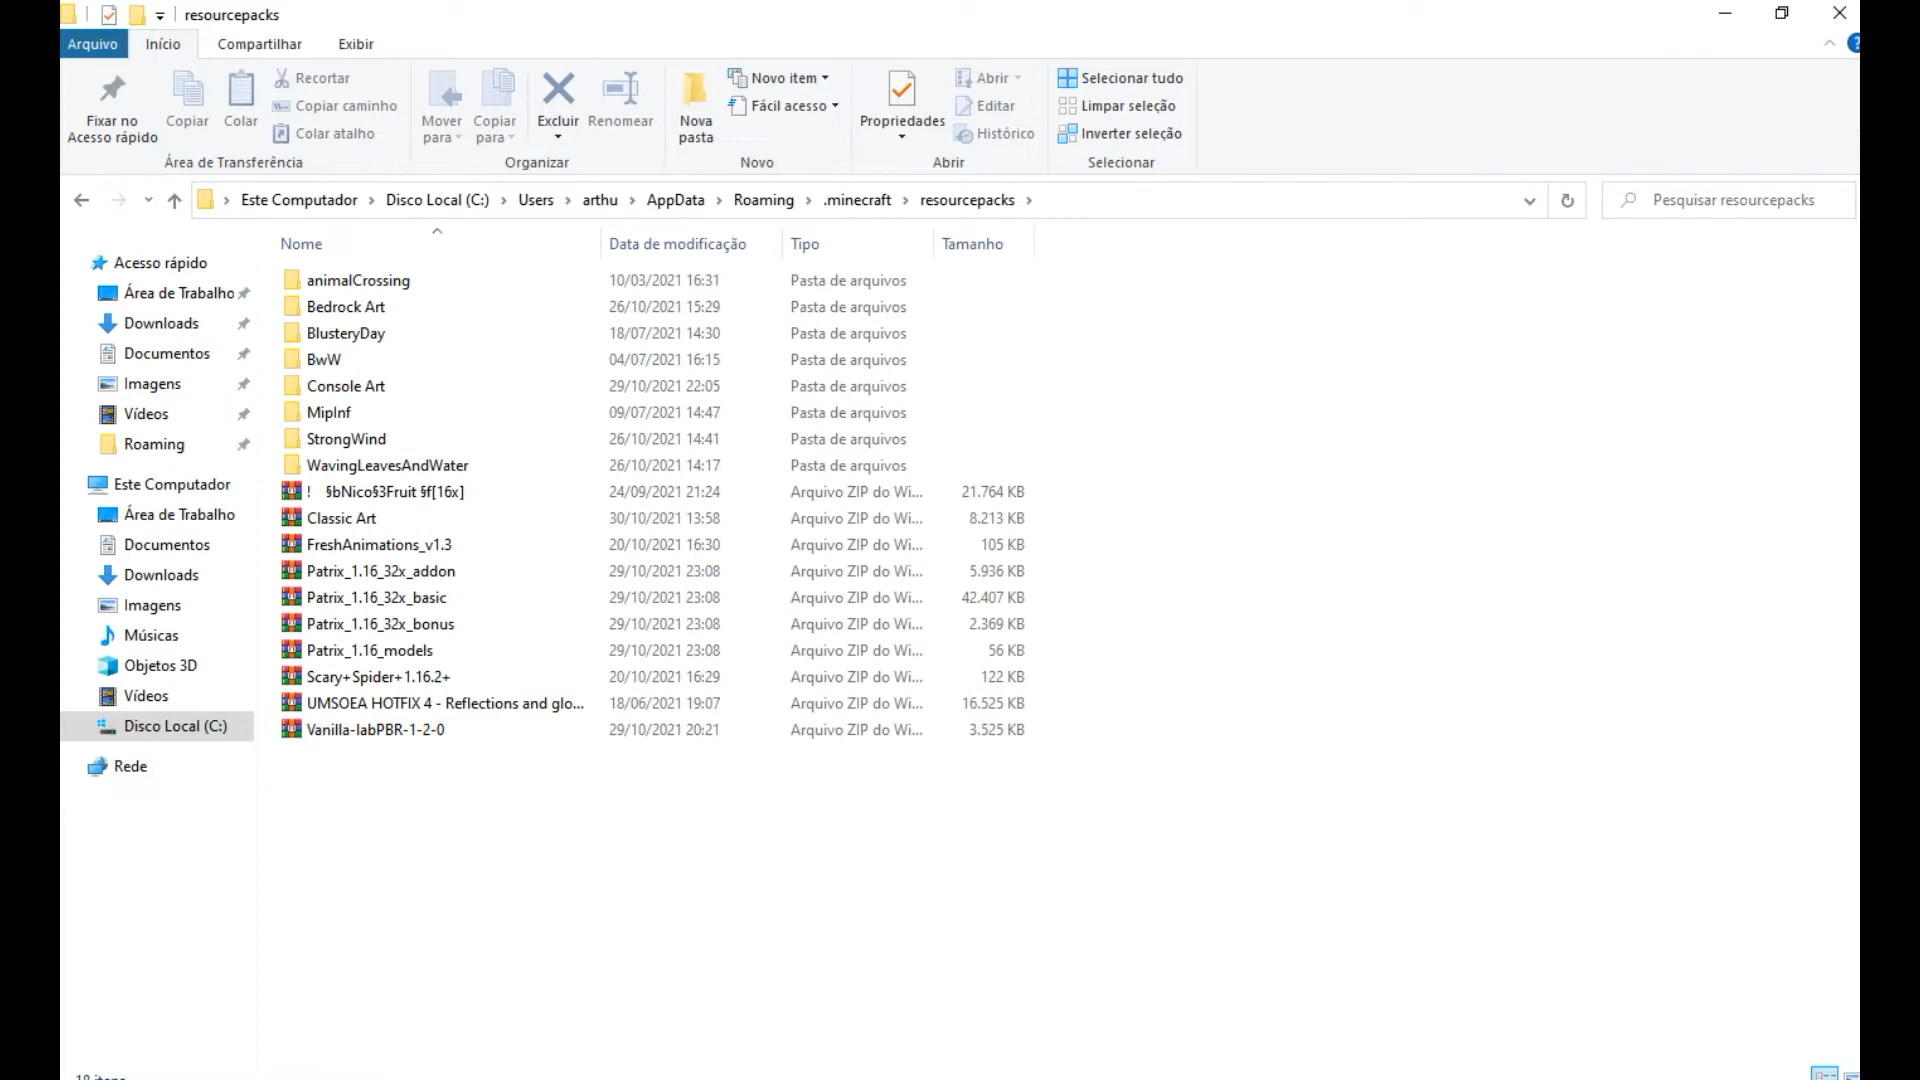 resourcepacks
Arquivo Início Compartilhar Exibir
Fixar no Acesso rápido
Copiar
Colar
Recortar
Copiar caminho
Colar atalho
Área de Transferência
Mover para
Copiar para
Excluir
Renomear
Organizar
Nova pasta
Novo item
Fácil acesso
Novo
Propriedades
Abrir
Editar
Histórico
Abrir
Selecionar tudo
Limpar seleção
Inverter seleção
Selecionar
Este Computador › Disco Local (C:) › Users › arthu › AppData › Roaming › .minecraft › resourcepacks ›
Pesquisar resourcepacks
Acesso rápido
Área de Trabalho
Downloads
Documentos
Imagens
Vídeos
Roaming
Este Computador
Área de Trabalho
Documentos
Downloads
Imagens
Músicas
Objetos 3D
Vídeos
Disco Local (C:)
Rede
Nome Data de modificação Tipo Tamanho
animalCrossing 10/03/2021 16:31 Pasta de arquivos
Bedrock Art 26/10/2021 15:29 Pasta de arquivos
BlusteryDay 18/07/2021 14:30 Pasta de arquivos
BwW 04/07/2021 16:15 Pasta de arquivos
Console Art 29/10/2021 22:05 Pasta de arquivos
MipInf 09/07/2021 14:47 Pasta de arquivos
StrongWind 26/10/2021 14:41 Pasta de arquivos
WavingLeavesAndWater 26/10/2021 14:17 Pasta de arquivos
! §bNico§3Fruit §f[16x] 24/09/2021 21:24 Arquivo ZIP do Wi... 21.764 KB
Classic Art 30/10/2021 13:58 Arquivo ZIP do Wi... 8.213 KB
FreshAnimations_v1.3 20/10/2021 16:30 Arquivo ZIP do Wi... 105 KB
Patrix_1.16_32x_addon 29/10/2021 23:08 Arquivo ZIP do Wi... 5.936 KB
Patrix_1.16_32x_basic 29/10/2021 23:08 Arquivo ZIP do Wi... 42.407 KB
Patrix_1.16_32x_bonus 29/10/2021 23:08 Arquivo ZIP do Wi... 2.369 KB
Patrix_1.16_models 29/10/2021 23:08 Arquivo ZIP do Wi... 56 KB
Scary+Spider+1.16.2+ 20/10/2021 16:29 Arquivo ZIP do Wi... 122 KB
UMSOEA HOTFIX 4 - Reflections and glo... 18/06/2021 19:07 Arquivo ZIP do Wi... 16.525 KB
Vanilla-labPBR-1-2-0 29/10/2021 20:21 Arquivo ZIP do Wi... 3.525 KB
18 itens